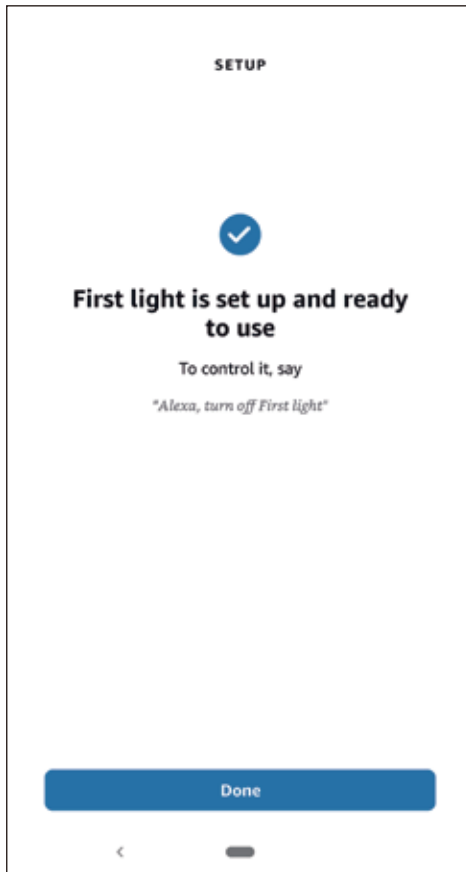 SETUP
First light is set up and ready
to use
To control it, say
"Alexa, turn off First light"
Done